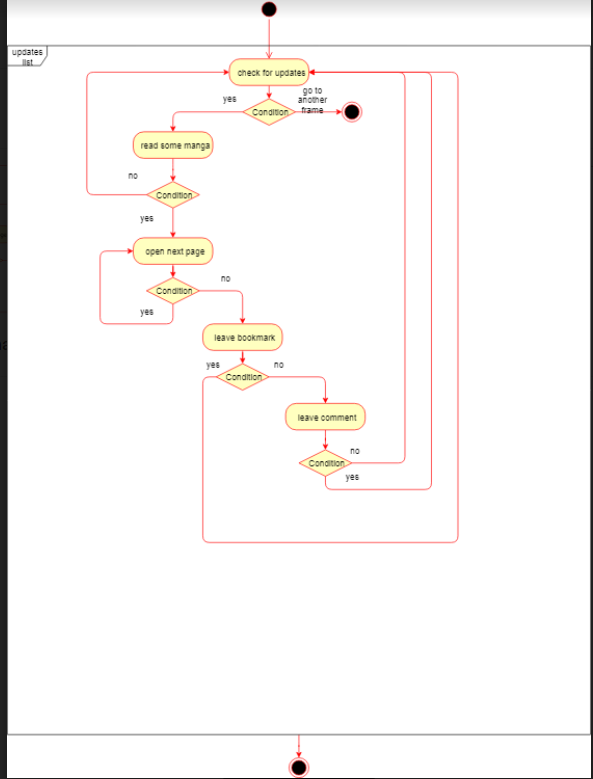 updates
list
check for updates
yes
Condition
go to
another
frame
read some manga
no
Condition
yes
open next page
no
Condition
yes
leave bookmark
yes
no
Condition
leave comment
no
Condition
yes